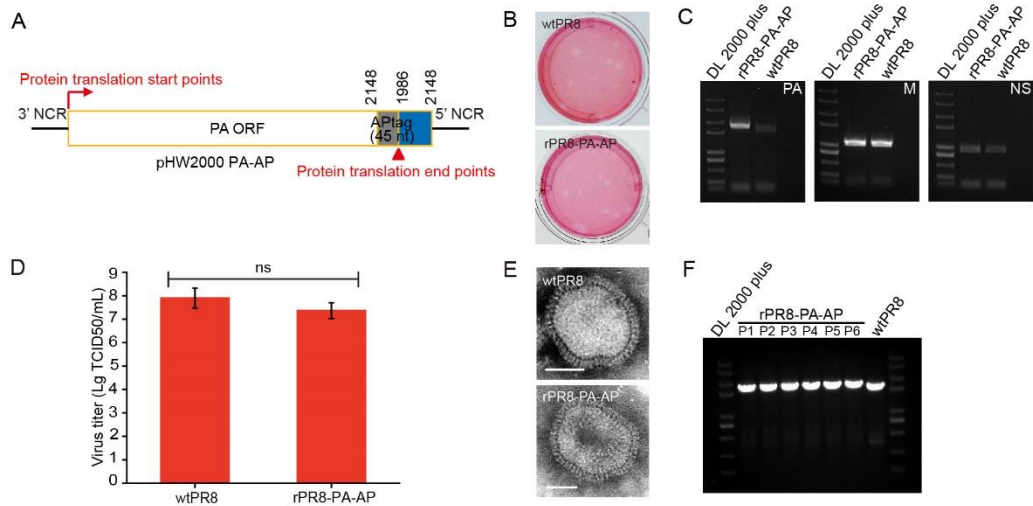 A
Protein translation start points
3' NCR
PA ORF
2148
1986
2148
APtag
(45 nt)
5' NCR
pHW2000 PA-AP
Protein translation end points
B
wtPR8
rPR8-PA-AP
C
DL 2000 plus
rPR8-PA-AP
wtPR8
PA
DL 2000 plus
rPR8-PA-AP
wtPR8
M
DL 2000 plus
rPR8-PA-AP
wtPR8
NS
D
Virus titer (Lg TCID50/mL)
9
8
7
6
5
4
3
2
1
0
ns
wtPR8
rPR8-PA-AP
E
wtPR8
rPR8-PA-AP
F
DL 2000 plus
rPR8-PA-AP
P1 P2 P3 P4 P5 P6
wtPR8